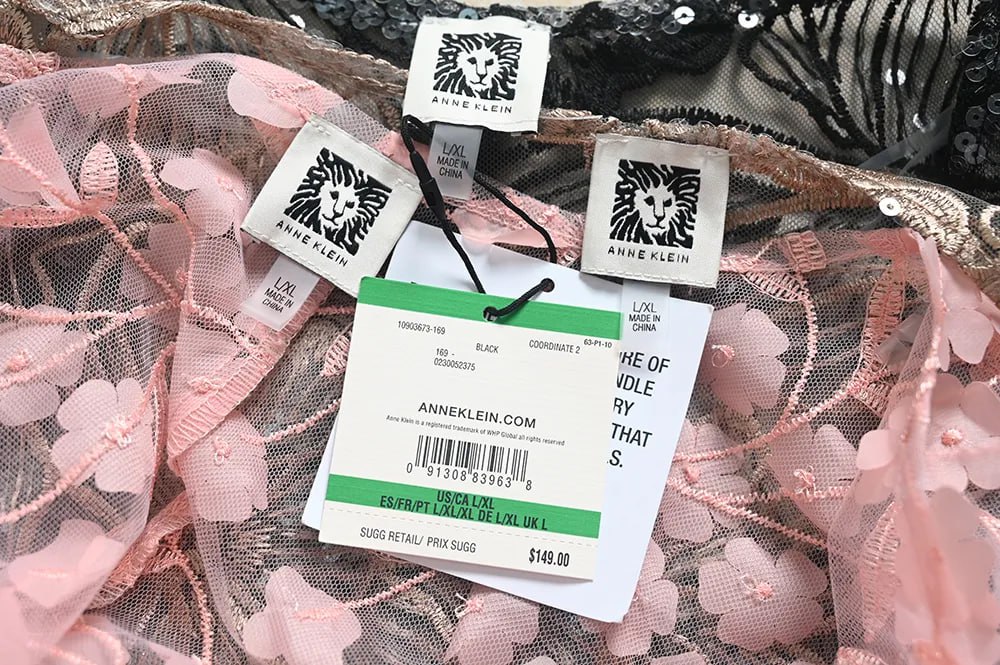 ANNE KLEIN
L/XL
MADE IN
CHINA
ANNE KLEIN
L/XL
MADE IN
CHINA
ANNE KLEIN
L/XL
MADE IN
CHINA
10903673-169
BLACK
COORDINATE 2
63-P1-10
169 -
0230052375
ANNEKLEIN.COM
Anne Klein is a registered trademark of WHP Global all rights reserved
0 91308 83963 8
US/CA L/XL
ES/FR/PT L/XL/XL DE L/XL UK L
SUGG RETAIL/ PRIX SUGG
$149.00
OF
THAT